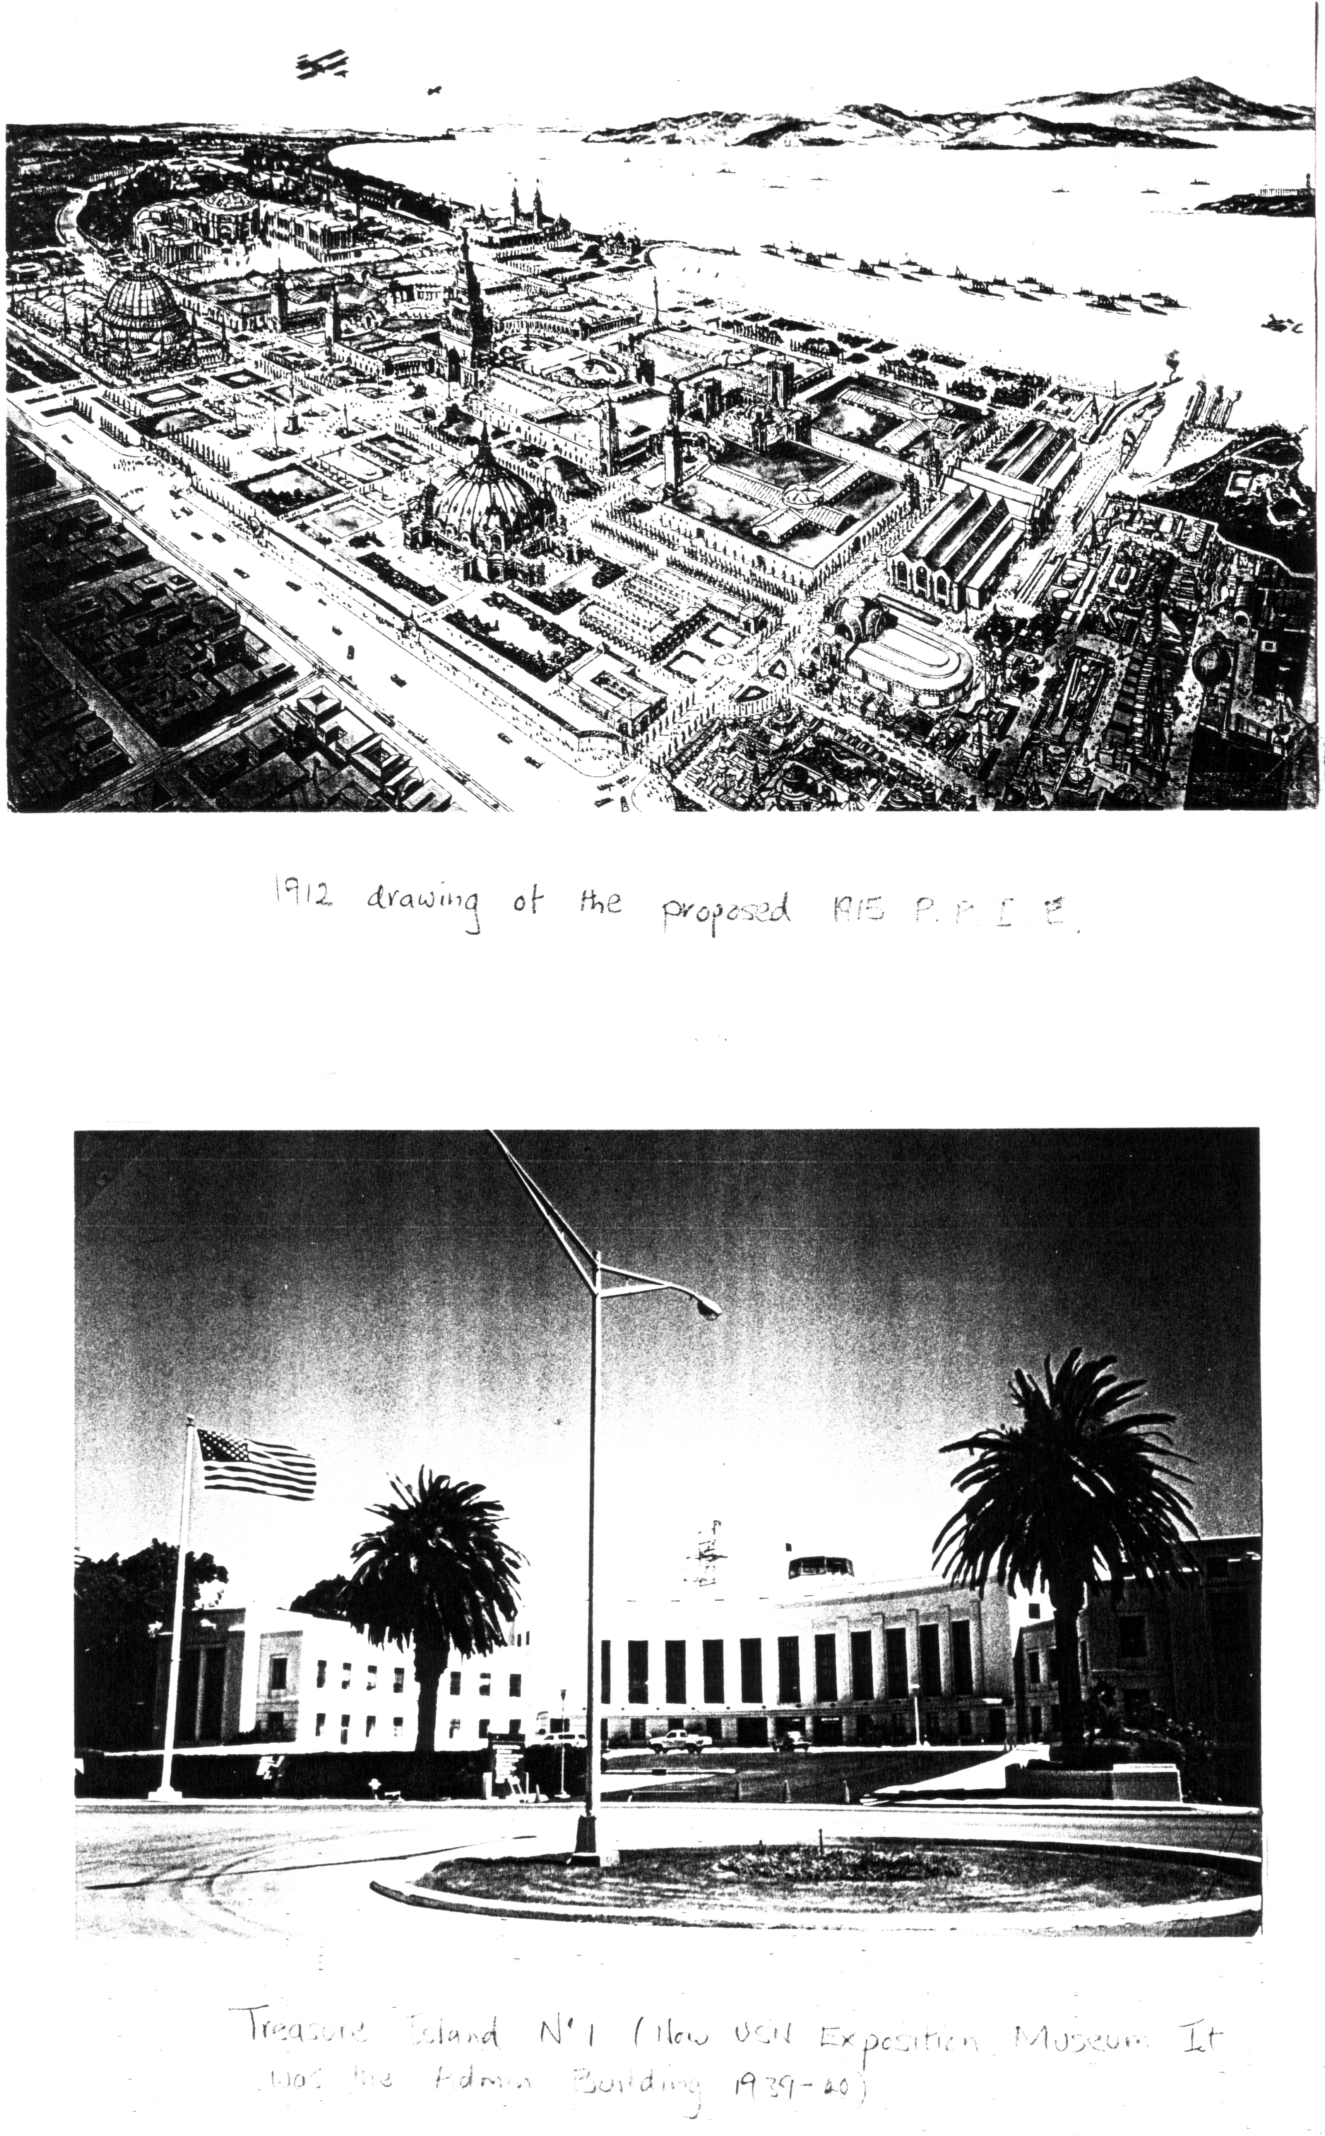 1912 drawing of the proposed 1915 P. P. I. E.
Treasure Island Nº 1 (Now USN Exposition Museum It
was the Admin Building 1939-40)